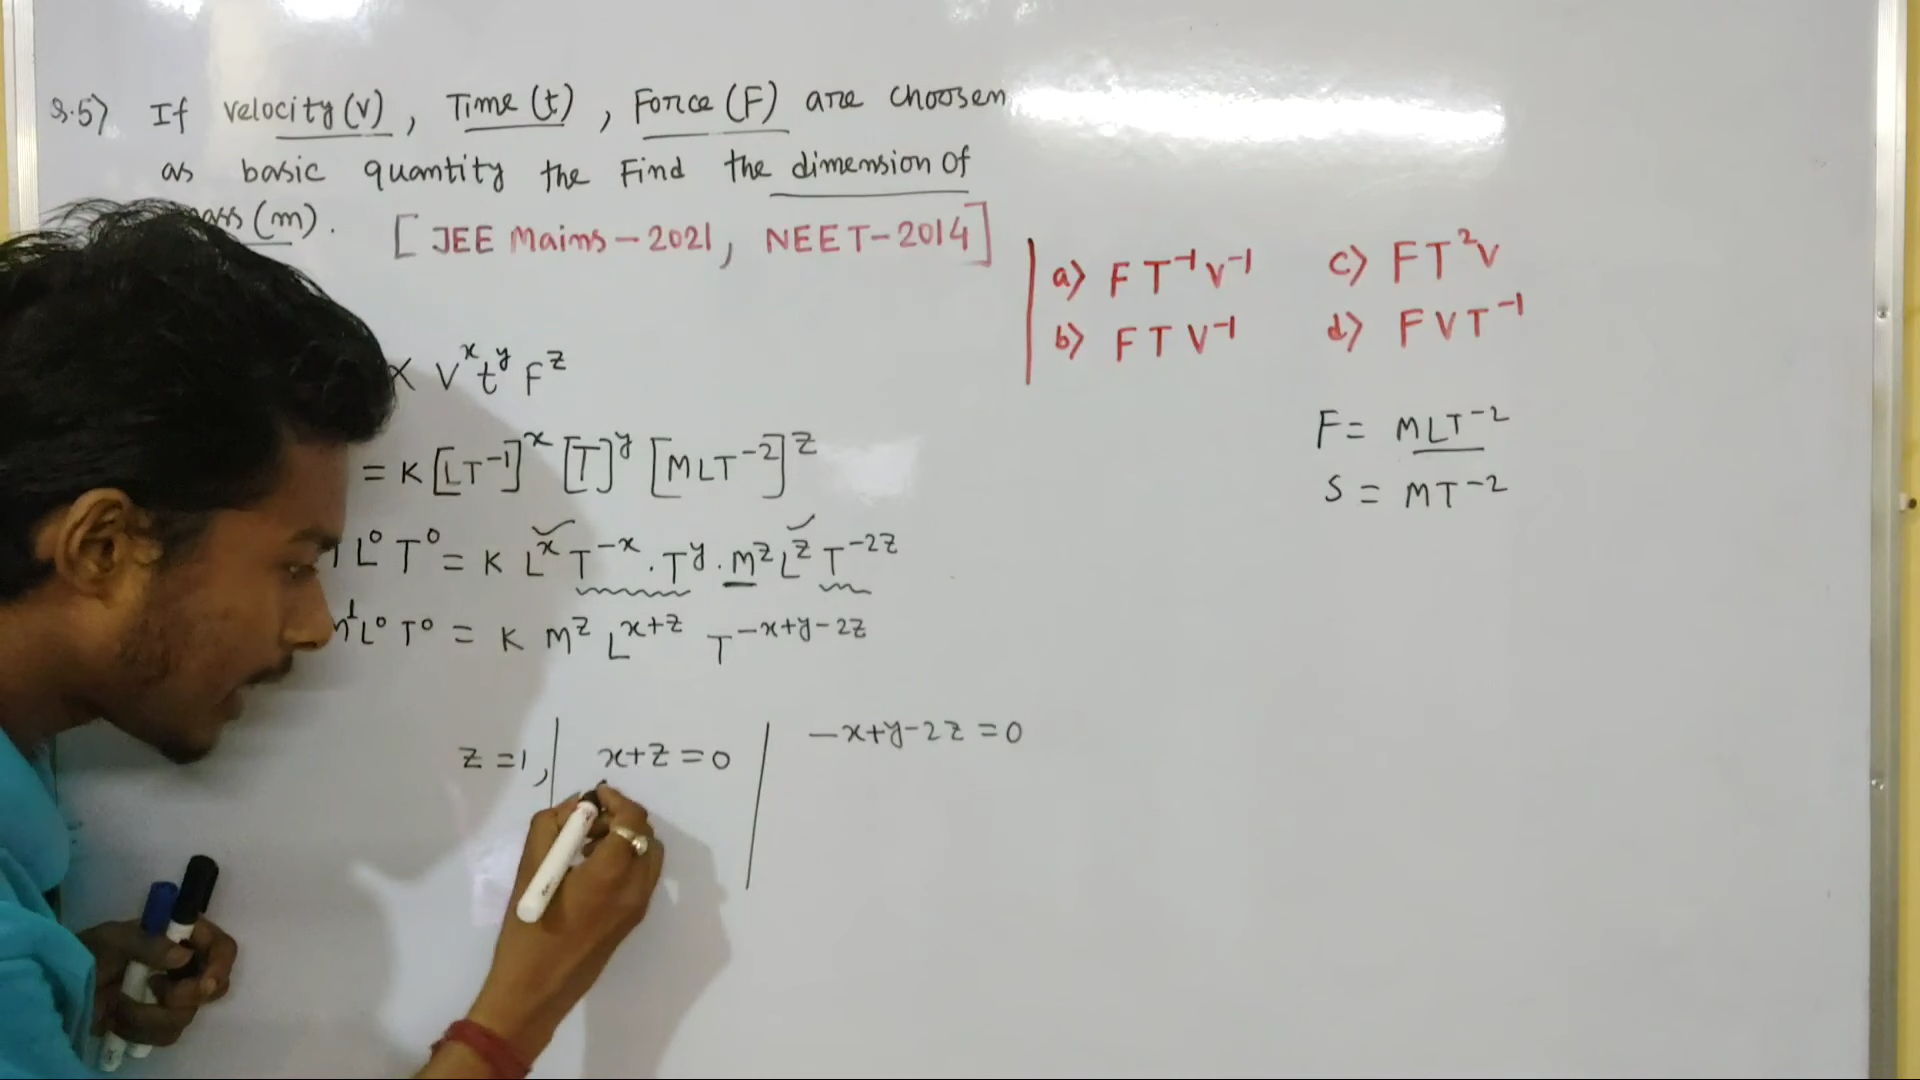 Q.5) If velocity (v), Time (t), Force (F) are choosen
as basic quantity the Find the dimension of
ass (m). [JEE Mains - 2021, NEET - 2014]
a) F T⁻¹ V⁻¹
b) F T V⁻¹
c) F T² V
d) F V T⁻¹
∝ Vˣ tʸ Fᶻ
= K [LT⁻¹]ˣ [T]ʸ [MLT⁻²]ᶻ
L⁰ T⁰ = K Lˣ T⁻ˣ . Tʸ . Mᶻ Lᶻ T⁻²ᶻ
M¹ L⁰ T⁰ = K Mᶻ Lˣ⁺ᶻ T⁻ˣ⁺ʸ⁻²ᶻ
z = 1, | x+z = 0 | -x+y-2z = 0
F = MLT⁻²
S = MT⁻²